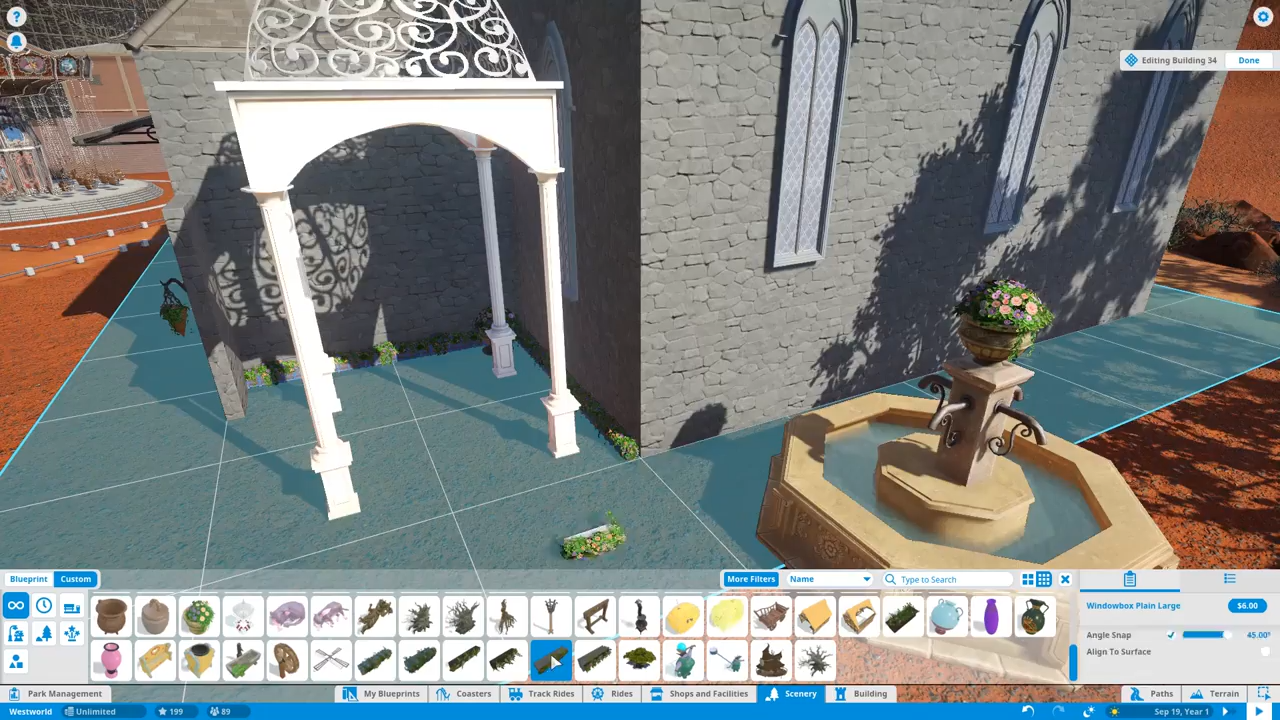 Editing Building 34
Done
Blueprint
Custom
More Filters
Name
Type to Search
Windowbox Plain Large
$6.00
Angle Snap
45.00°
Align To Surface
Park Management
My Blueprints
Coasters
Track Rides
Rides
Shops and Facilities
Scenery
Building
Paths
Terrain
Westworld
Unlimited
199
89
Sep 19, Year 1